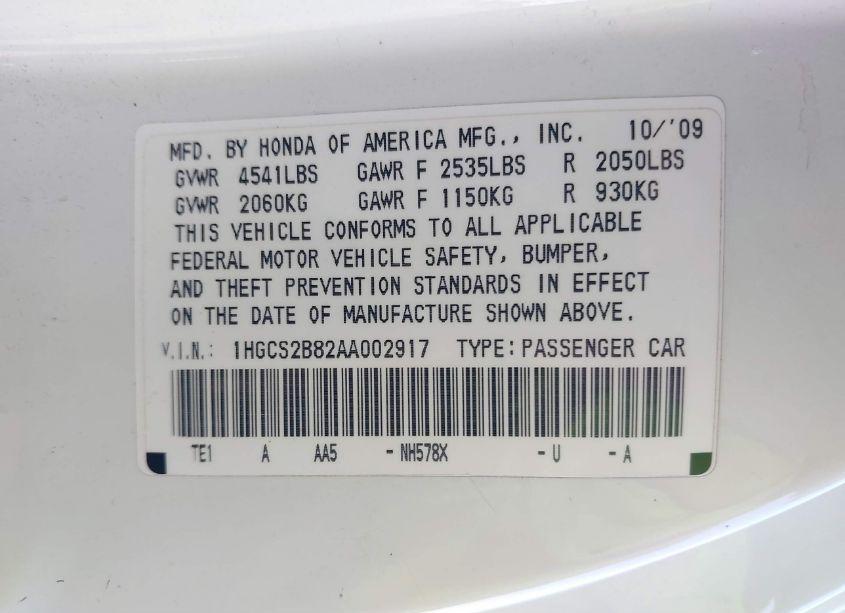 MFD. BY HONDA OF AMERICA MFG., INC. 10/'09
GVWR 4541LBS GAWR F 2535LBS R 2050LBS
GVWR 2060KG GAWR F 1150KG R 930KG
THIS VEHICLE CONFORMS TO ALL APPLICABLE
FEDERAL MOTOR VEHICLE SAFETY, BUMPER,
AND THEFT PREVENTION STANDARDS IN EFFECT
ON THE DATE OF MANUFACTURE SHOWN ABOVE.
V.I.N.: 1HGCS2B82AA002917 TYPE: PASSENGER CAR
TE1 A AA5 - NH578X - U - A